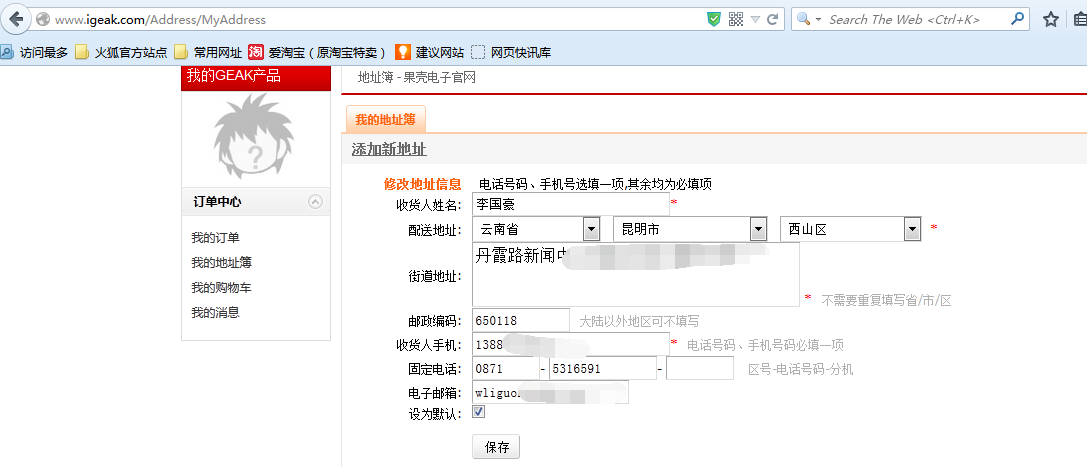 www.igeak.com/Address/MyAddress
Search The Web <Ctrl+K>
访问最多 火狐官方站点 常用网址 淘 爱淘宝（原淘宝特卖） 建议网站 网页快讯库
我的GEAK产品
地址簿 - 果壳电子官网
我的地址簿
添加新地址
?
订单中心
我的订单
我的地址簿
我的购物车
我的消息
修改地址信息 电话号码、手机号选填一项,其余均为必填项
收货人姓名: 李国豪 *
配送地址: 云南省 昆明市 西山区 *
街道地址: 丹霞路新闻 * 不需要重复填写省/市/区
邮政编码: 650118 大陆以外地区可不填写
收货人手机: 1388 * 电话号码、手机号码必填一项
固定电话: 0871 - 5316591 - 区号-电话号码-分机
电子邮箱: wliguo
设为默认:
保存